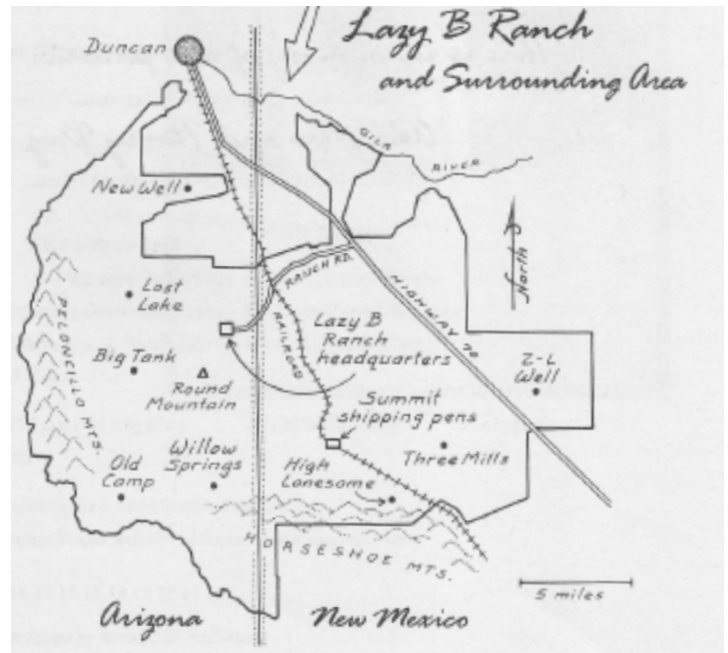 Lazy B Ranch
and Surrounding Area
Duncan
GILA
RIVER
New Well
North
RANCH RD.
HIGHWAY 70
Lost
Lake
PELONCILLO MTS.
RAILROAD
Lazy B
Ranch
headquarters
Big Tank
Round
Mountain
Z-L
Well
Summit
shipping pens
Willow
Springs
Three Mills
Old
Camp
High
Lonesome
HORSESHOE MTS.
5 miles
Arizona
New Mexico